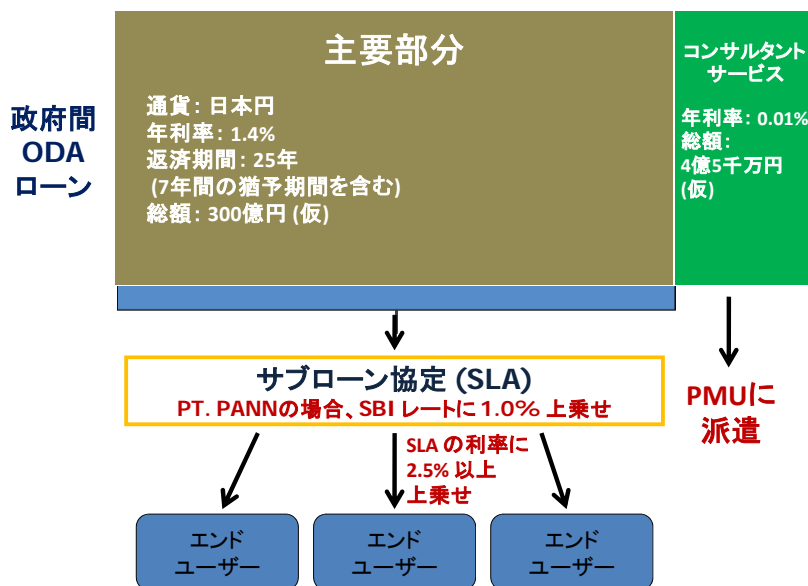 政府間
ODA
ローン
主要部分
通貨: 日本円
年利率: 1.4%
返済期間: 25年
(7年間の猶予期間を含む)
総額: 300億円 (仮)
コンサルタント
サービス
年利率: 0.01%
総額:
4億5千万円
(仮)
サブローン協定 (SLA)
PT. PANNの場合、SBI レートに 1.0% 上乗せ
PMUに
派遣
SLA の利率に
2.5% 以上
上乗せ
エンド
ユーザー
エンド
ユーザー
エンド
ユーザー